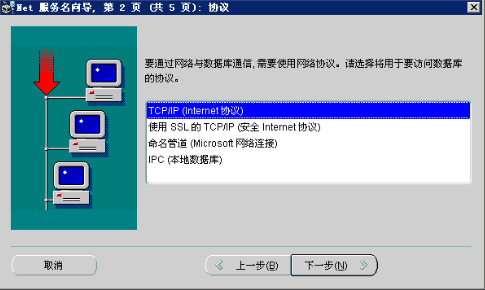 Net 服务名向导, 第 2 页 (共 5 页): 协议
要通过网络与数据库通信,需要使用网络协议。请选择将用于要访问数据库
的协议。
TCP/IP (Internet 协议)
使用 SSL 的 TCP/IP (安全 Internet 协议)
命名管道 (Microsoft 网络连接)
IPC (本地数据库)
取消
上一步(B)
下一步(N)